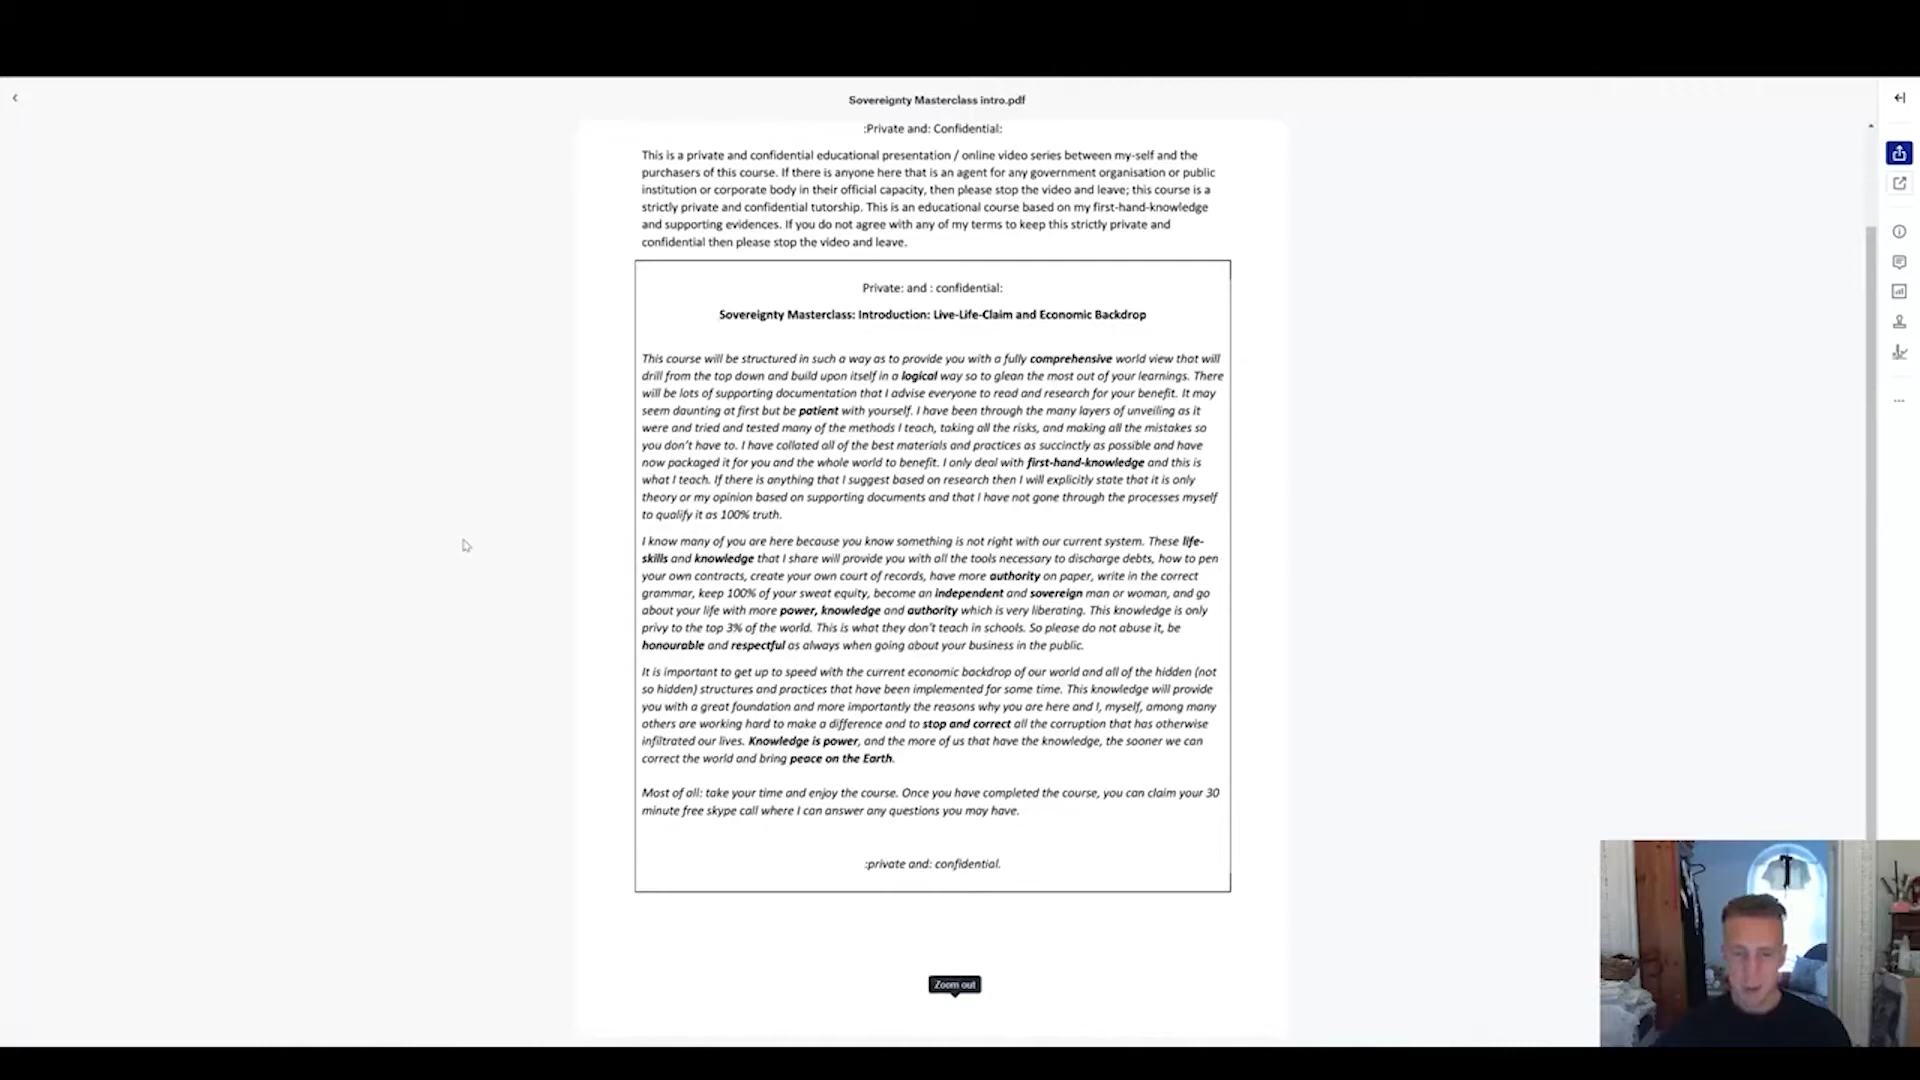 Sovereignty Masterclass intro.pdf
:Private and: Confidential:
This is a private and confidential educational presentation / online video series between my-self and the
purchasers of this course. If there is anyone here that is an agent for any government organisation or public
institution or corporate body in their official capacity, then please stop the video and leave; this course is a
strictly private and confidential tutorship. This is an educational course based on my first-hand-knowledge
and supporting evidences. If you do not agree with any of my terms to keep this strictly private and
confidential then please stop the video and leave.
Private: and : confidential:
Sovereignty Masterclass: Introduction: Live-Life-Claim and Economic Backdrop
This course will be structured in such a way as to provide you with a fully comprehensive world view that will
drill from the top down and build upon itself in a logical way so to glean the most out of your learnings. There
will be lots of supporting documentation that I advise everyone to read and research for your benefit. It may
seem daunting at first but be patient with yourself. I have been through the many layers of unveiling as it
were and tried and tested many of the methods I teach, taking all the risks, and making all the mistakes so
you don't have to. I have collated all of the best materials and practices as succinctly as possible and have
now packaged it for you and the whole world to benefit. I only deal with first-hand-knowledge and this is
what I teach. If there is anything that I suggest based on research then I will explicitly state that it is only
theory or my opinion based on supporting documents and that I have not gone through the processes myself
to qualify it as 100% truth.
I know many of you are here because you know something is not right with our current system. These life-
skills and knowledge that I share will provide you with all the tools necessary to discharge debts, how to pen
your own contracts, create your own court of records, have more authority on paper, write in the correct
grammar, keep 100% of your sweat equity, become an independent and sovereign man or woman, and go
about your life with more power, knowledge and authority which is very liberating. This knowledge is only
privy to the top 3% of the world. This is what they don't teach in schools. So please do not abuse it, be
honourable and respectful as always when going about your business in the public.
It is important to get up to speed with the current economic backdrop of our world and all of the hidden (not
so hidden) structures and practices that have been implemented for some time. This knowledge will provide
you with a great foundation and more importantly the reasons why you are here and I, myself, among many
others are working hard to make a difference and to stop and correct all the corruption that has otherwise
infiltrated our lives. Knowledge is power, and the more of us that have the knowledge, the sooner we can
correct the world and bring peace on the Earth.
Most of all: take your time and enjoy the course. Once you have completed the course, you can claim your 30
minute free skype call where I can answer any questions you may have.
:private and: confidential.
Zoom out